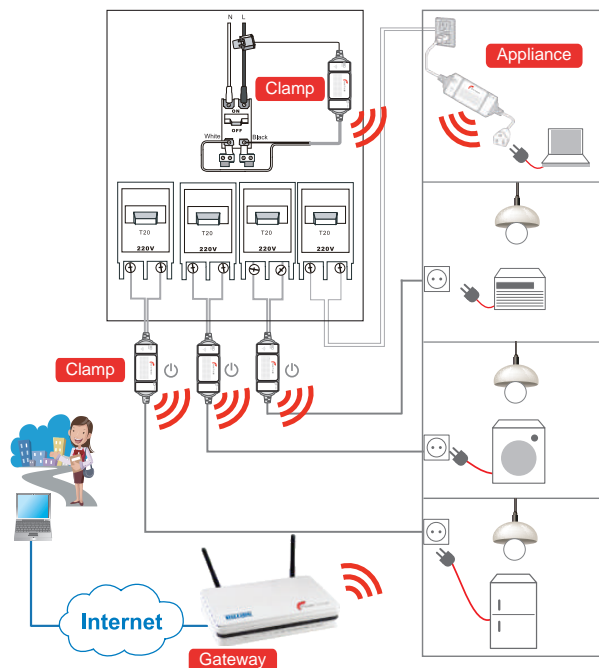 N L
Clamp
Appliance
ON
OFF
White
Black
T20
220V
T20
220V
T20
220V
T20
220V
Clamp
Internet
Gateway